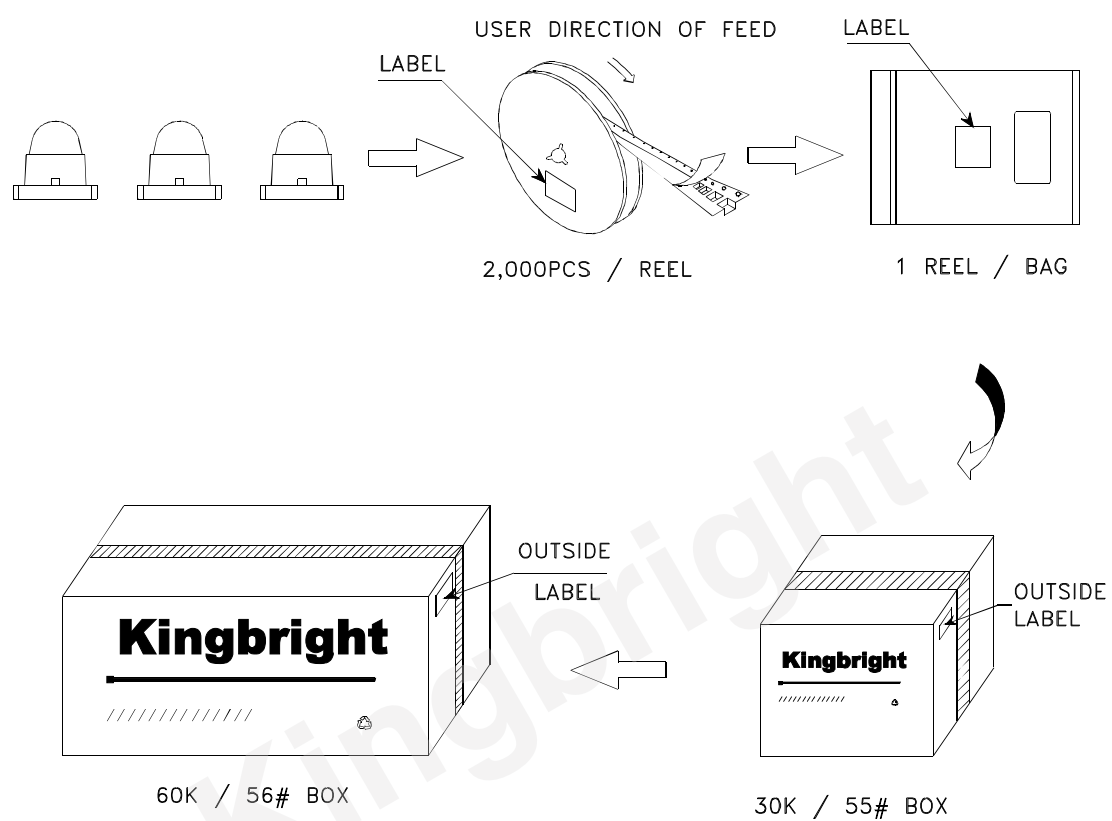 USER DIRECTION OF FEED
LABEL
LABEL
2,000PCS / REEL
1 REEL / BAG
OUTSIDE
LABEL
Kingbright
60K / 56# BOX
OUTSIDE
LABEL
Kingbright
30K / 55# BOX
Kingbright